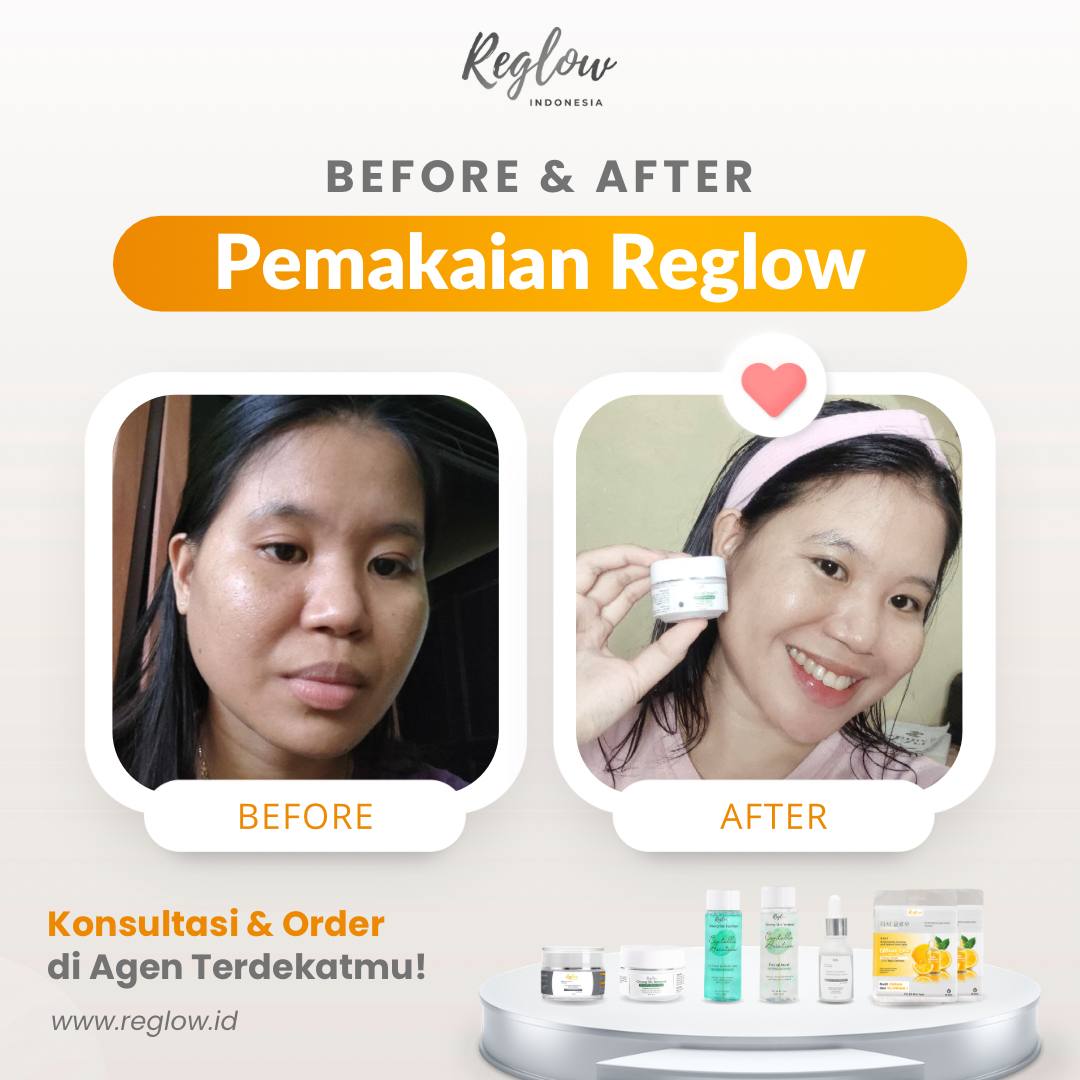 Reglow
INDONESIA
BEFORE & AFTER
Pemakaian Reglow
BEFORE
AFTER
Konsultasi & Order
di Agen Terdekatmu!
www.reglow.id